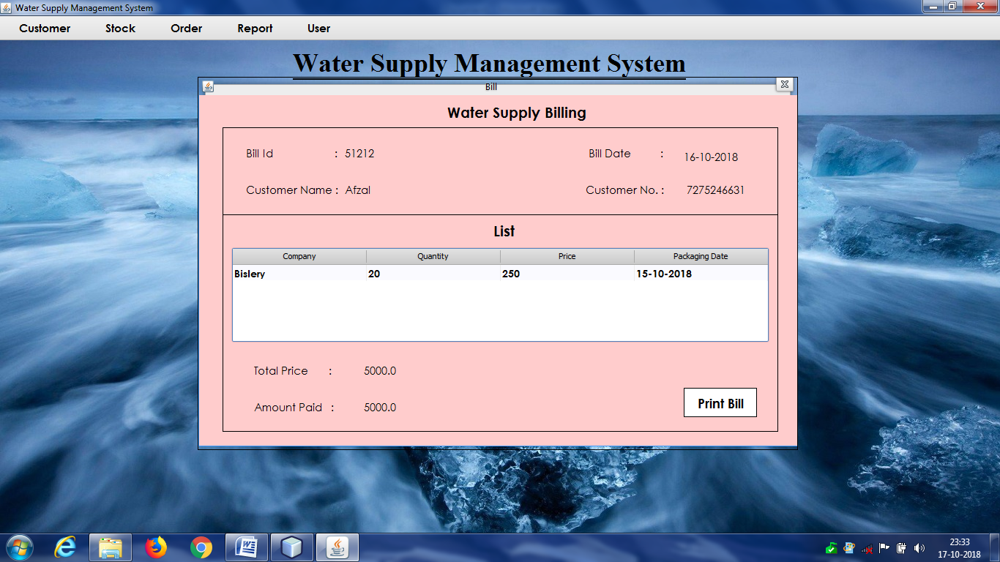 Water Supply Management System
Customer Stock Order Report User
Water Supply Management System
Bill
Water Supply Billing
Bill Id : 51212 Bill Date : 16-10-2018
Customer Name : Afzal Customer No. : 7275246631
List
Company Quantity Price Packaging Date
Bislery 20 250 15-10-2018
Total Price : 5000.0
Amount Paid : 5000.0
Print Bill
23:33
17-10-2018